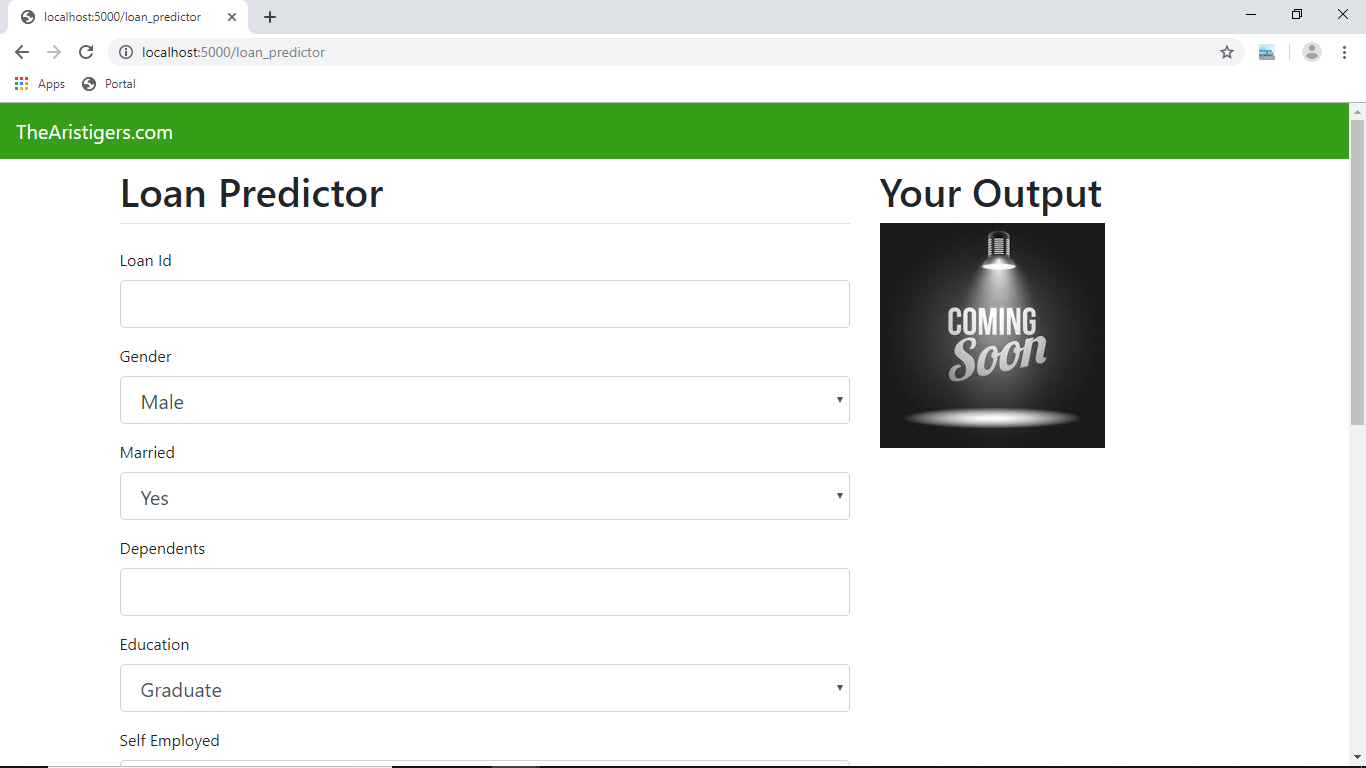 localhost:5000/loan_predictor
localhost:5000/loan_predictor
Apps
Portal
TheAristigers.com
Loan Predictor
Loan Id
Gender
Male
Married
Yes
Dependents
Education
Graduate
Self Employed
Your Output
COMING
Soon